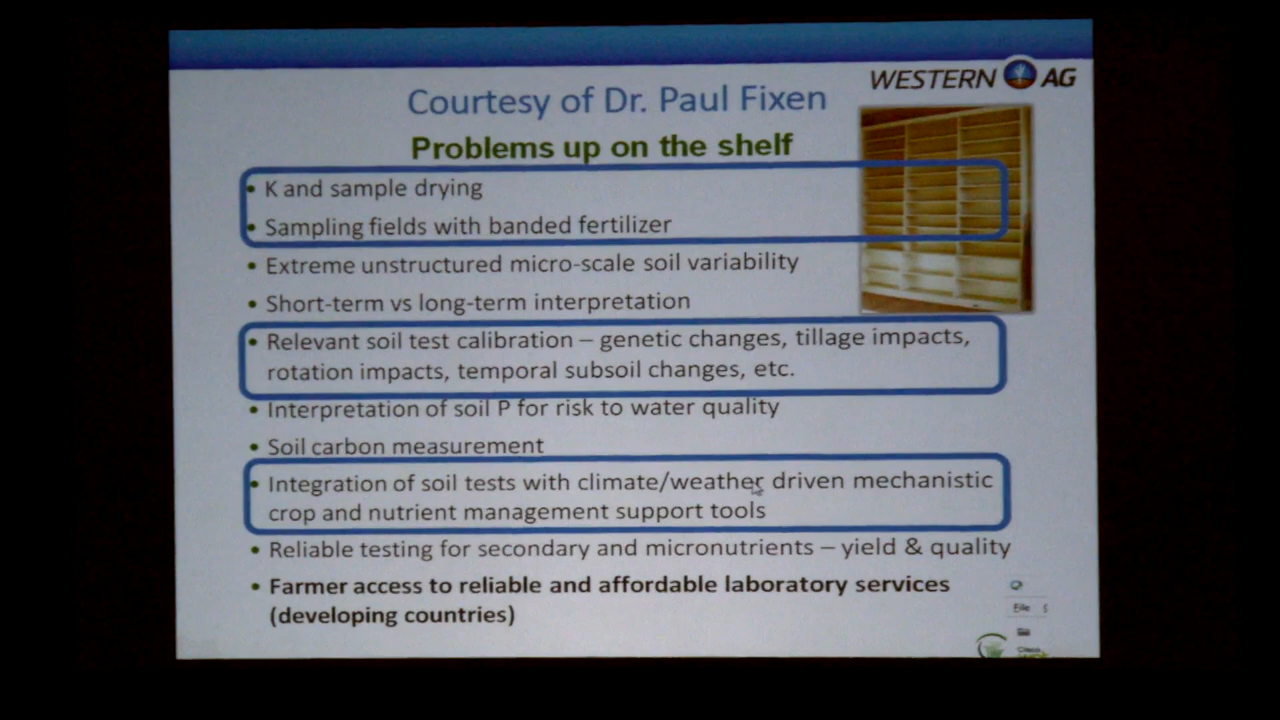 WESTERN AG
Courtesy of Dr. Paul Fixen
Problems up on the shelf
• K and sample drying
• Sampling fields with banded fertilizer
• Extreme unstructured micro-scale soil variability
• Short-term vs long-term interpretation
• Relevant soil test calibration – genetic changes, tillage impacts,
rotation impacts, temporal subsoil changes, etc.
• Interpretation of soil P for risk to water quality
• Soil carbon measurement
• Integration of soil tests with climate/weather driven mechanistic
crop and nutrient management support tools
• Reliable testing for secondary and micronutrients – yield & quality
• Farmer access to reliable and affordable laboratory services
(developing countries)
File